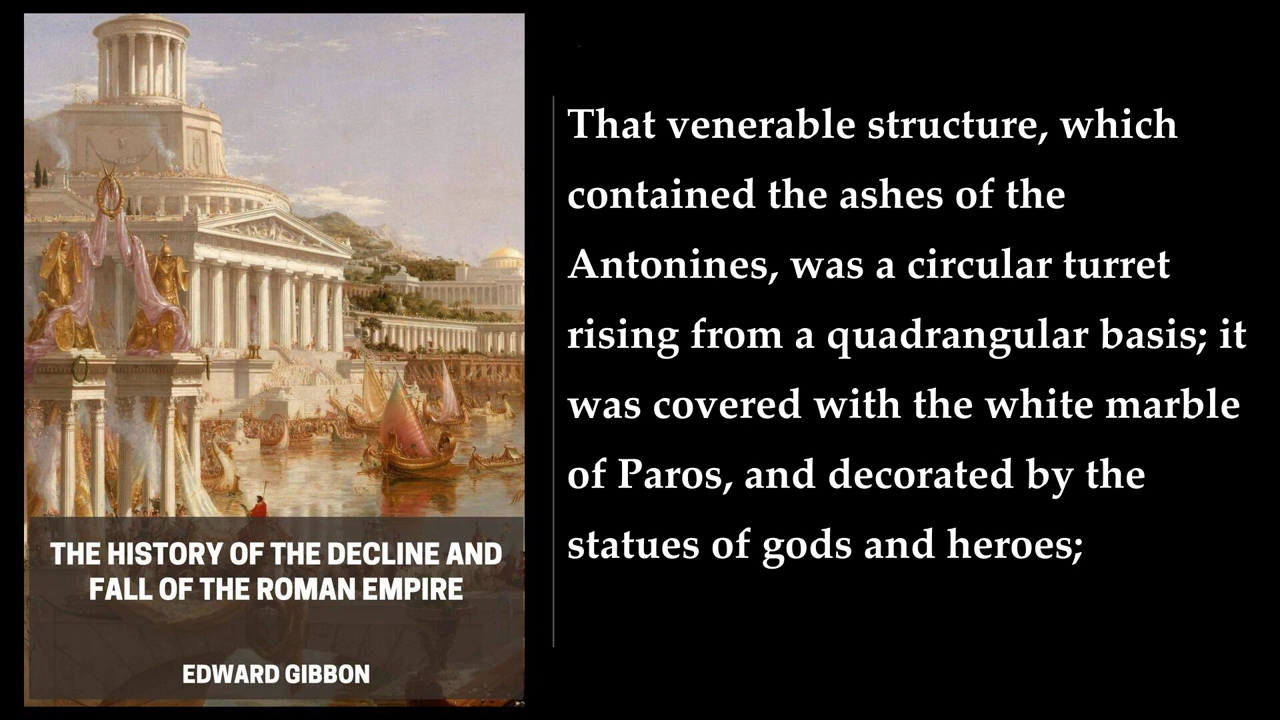 THE HISTORY OF THE DECLINE AND
FALL OF THE ROMAN EMPIRE
EDWARD GIBBON
That venerable structure, which
contained the ashes of the
Antonines, was a circular turret
rising from a quadrangular basis; it
was covered with the white marble
of Paros, and decorated by the
statues of gods and heroes;